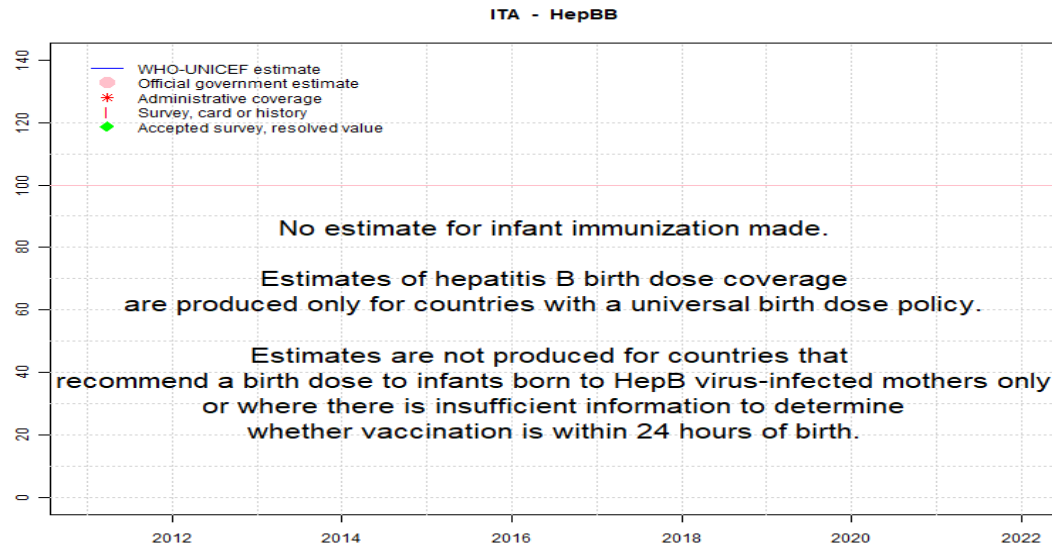 ITA - HepBB
140
120
100
80
60
40
20
0
WHO-UNICEF estimate
Official government estimate
Administrative coverage
Survey, card or history
Accepted survey, resolved value
No estimate for infant immunization made.
Estimates of hepatitis B birth dose coverage
are produced only for countries with a universal birth dose policy.
Estimates are not produced for countries that
recommend a birth dose to infants born to HepB virus-infected mothers only
or where there is insufficient information to determine
whether vaccination is within 24 hours of birth.
2012 2014 2016 2018 2020 2022